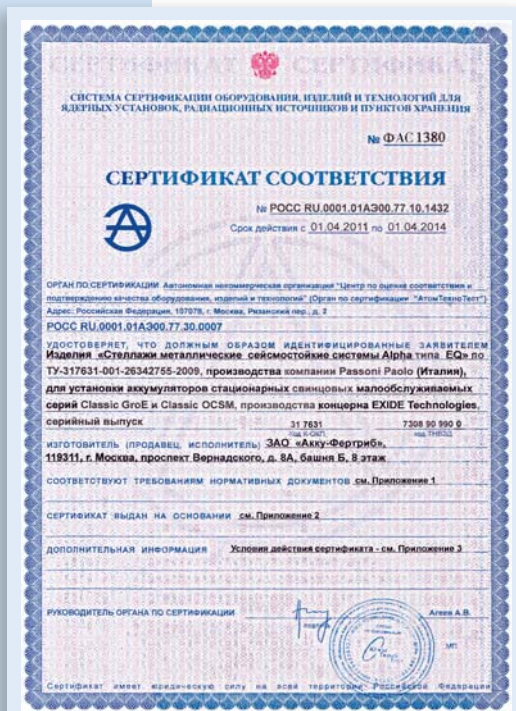 СЕРТИФИКАТ СЕРТИФИКАТ
СИСТЕМА СЕРТИФИКАЦИИ ОБОРУДОВАНИЯ, ИЗДЕЛИЙ И ТЕХНОЛОГИЙ ДЛЯ
ЯДЕРНЫХ УСТАНОВОК, РАДИАЦИОННЫХ ИСТОЧНИКОВ И ПУНКТОВ ХРАНЕНИЯ
№ ФАС 1380
СЕРТИФИКАТ СООТВЕТСТВИЯ
№ РОСС RU.0001.01АЭ00.77.10.1432
Срок действия с 01.04.2011 по 01.04.2014
ОРГАН ПО СЕРТИФИКАЦИИ Автономная некоммерческая организация "Центр по оценке соответствия и
подтверждению качества оборудования, изделий и технологий" (Орган по сертификации "АтомТехноТест")
Адрес: Российская Федерация, 107078, г. Москва, Рязанский пер., д. 2
РОСС RU.0001.01АЭ00.77.30.0007
УДОСТОВЕРЯЕТ, ЧТО ДОЛЖНЫМ ОБРАЗОМ ИДЕНТИФИЦИРОВАННЫЕ ЗАЯВИТЕЛЕМ
Изделия «Стеллажи металлические сейсмостойкие системы Alpha типа EQ» по
ТУ-317631-001-26342755-2009, производства компании Passoni Paolo (Италия),
для установки аккумуляторов стационарных свинцовых малообслуживаемых
серий Classic GroE и Classic OCSM, производства концерна EXIDE Technologies,
серийный выпуск 31 7631 7308 90 990 0
код К-ОКП код ТНВЭД
ИЗГОТОВИТЕЛЬ (ПРОДАВЕЦ, ИСПОЛНИТЕЛЬ) ЗАО «Акку-Фертриб»,
119311, г. Москва, проспект Вернадского, д. 8А, башня Б, 8 этаж
СООТВЕТСТВУЮТ ТРЕБОВАНИЯМ НОРМАТИВНЫХ ДОКУМЕНТОВ см. Приложение 1
СЕРТИФИКАТ ВЫДАН НА ОСНОВАНИИ см. Приложение 2
ДОПОЛНИТЕЛЬНАЯ ИНФОРМАЦИЯ Условия действия сертификата - см. Приложение 3
РУКОВОДИТЕЛЬ ОРГАНА ПО СЕРТИФИКАЦИИ Агеев А.В.
подпись
МП
Сертификат имеет юридическую силу на всей территории Российской Федерации